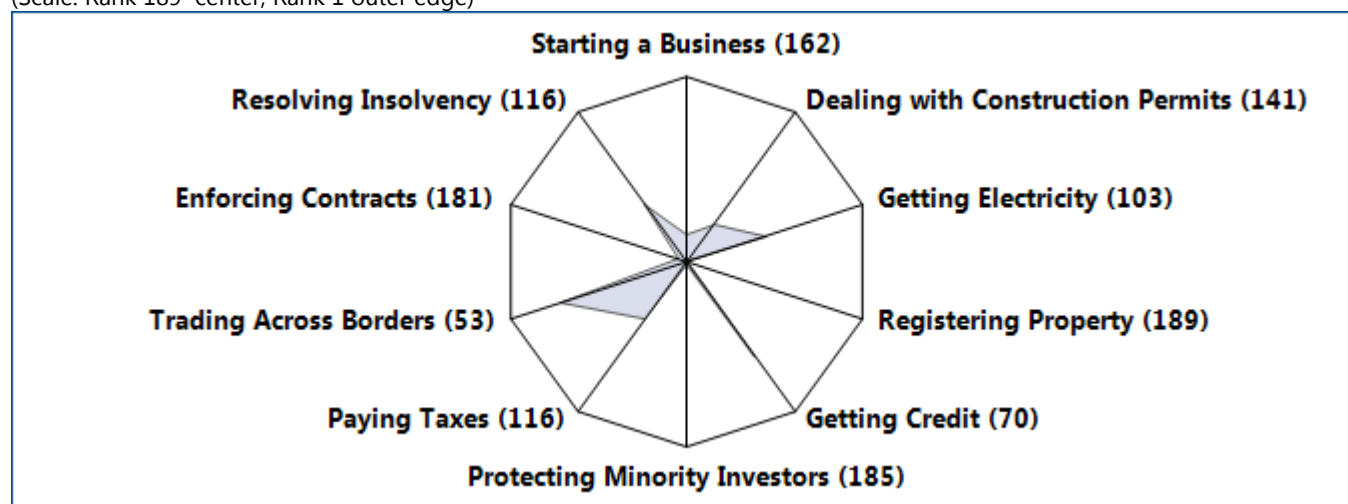 (Scale: Rank 189 center, Rank 1 outer edge)
Starting a Business (162)
Resolving Insolvency (116)
Dealing with Construction Permits (141)
Enforcing Contracts (181)
Getting Electricity (103)
Trading Across Borders (53)
Registering Property (189)
Paying Taxes (116)
Getting Credit (70)
Protecting Minority Investors (185)